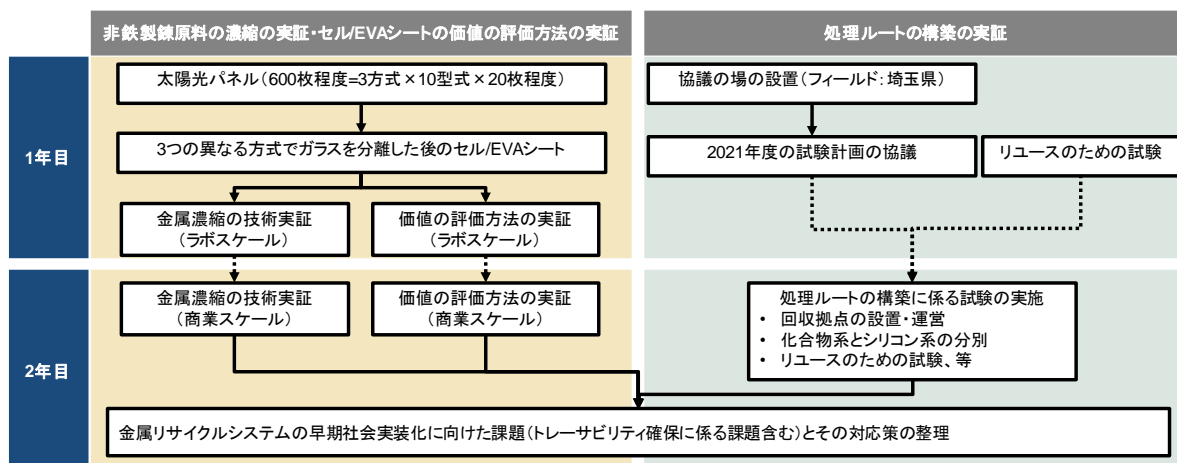 非鉄製錬原料の濃縮の実証・セル/EVAシートの価値の評価方法の実証
処理ルートの構築の実証
1年目
太陽光パネル（600枚程度=3方式×10型式×20枚程度）
3つの異なる方式でガラスを分離した後のセル/EVAシート
金属濃縮の技術実証
（ラボスケール）
価値の評価方法の実証
（ラボスケール）
協議の場の設置（フィールド：埼玉県）
2021年度の試験計画の協議
リユースのための試験
2年目
金属濃縮の技術実証
（商業スケール）
価値の評価方法の実証
（商業スケール）
処理ルートの構築に係る試験の実施
• 回収拠点の設置・運営
• 化合物系とシリコン系の分別
• リユースのための試験、等
金属リサイクルシステムの早期社会実装化に向けた課題（トレーサビリティ確保に係る課題含む）とその対応策の整理